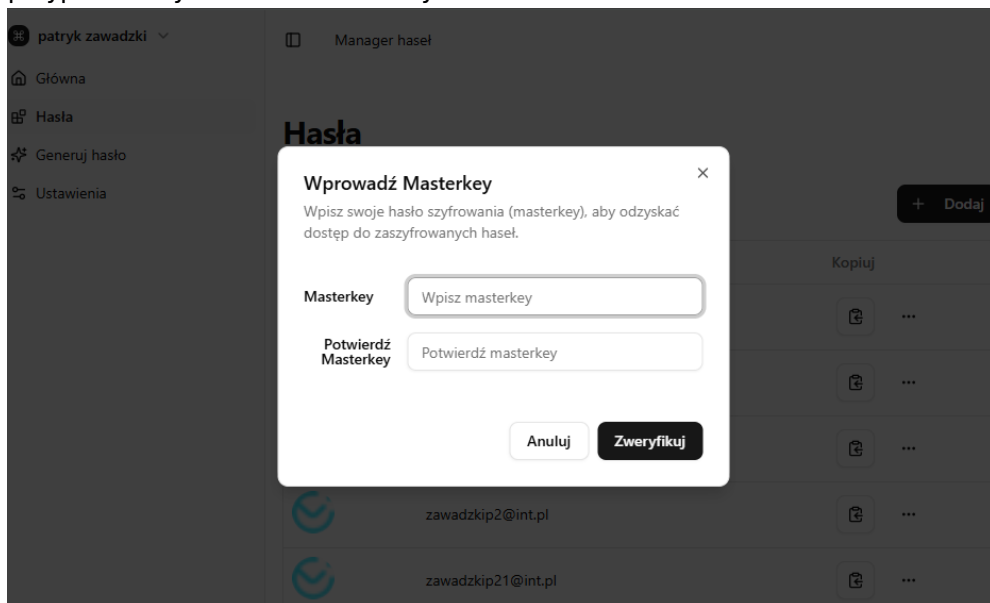 patryk zawadzki
Manager haseł
Główna
Hasła
Generuj hasło
Ustawienia
Hasła
Dodaj
Kopiuj
Wprowadź Masterkey
Wpisz swoje hasło szyfrowania (masterkey), aby odzyskać
dostęp do zaszyfrowanych haseł.
Masterkey
Wpisz masterkey
Potwierdź
Masterkey
Potwierdź masterkey
Anuluj
Zweryfikuj
zawadzkip2@int.pl
zawadzkip21@int.pl